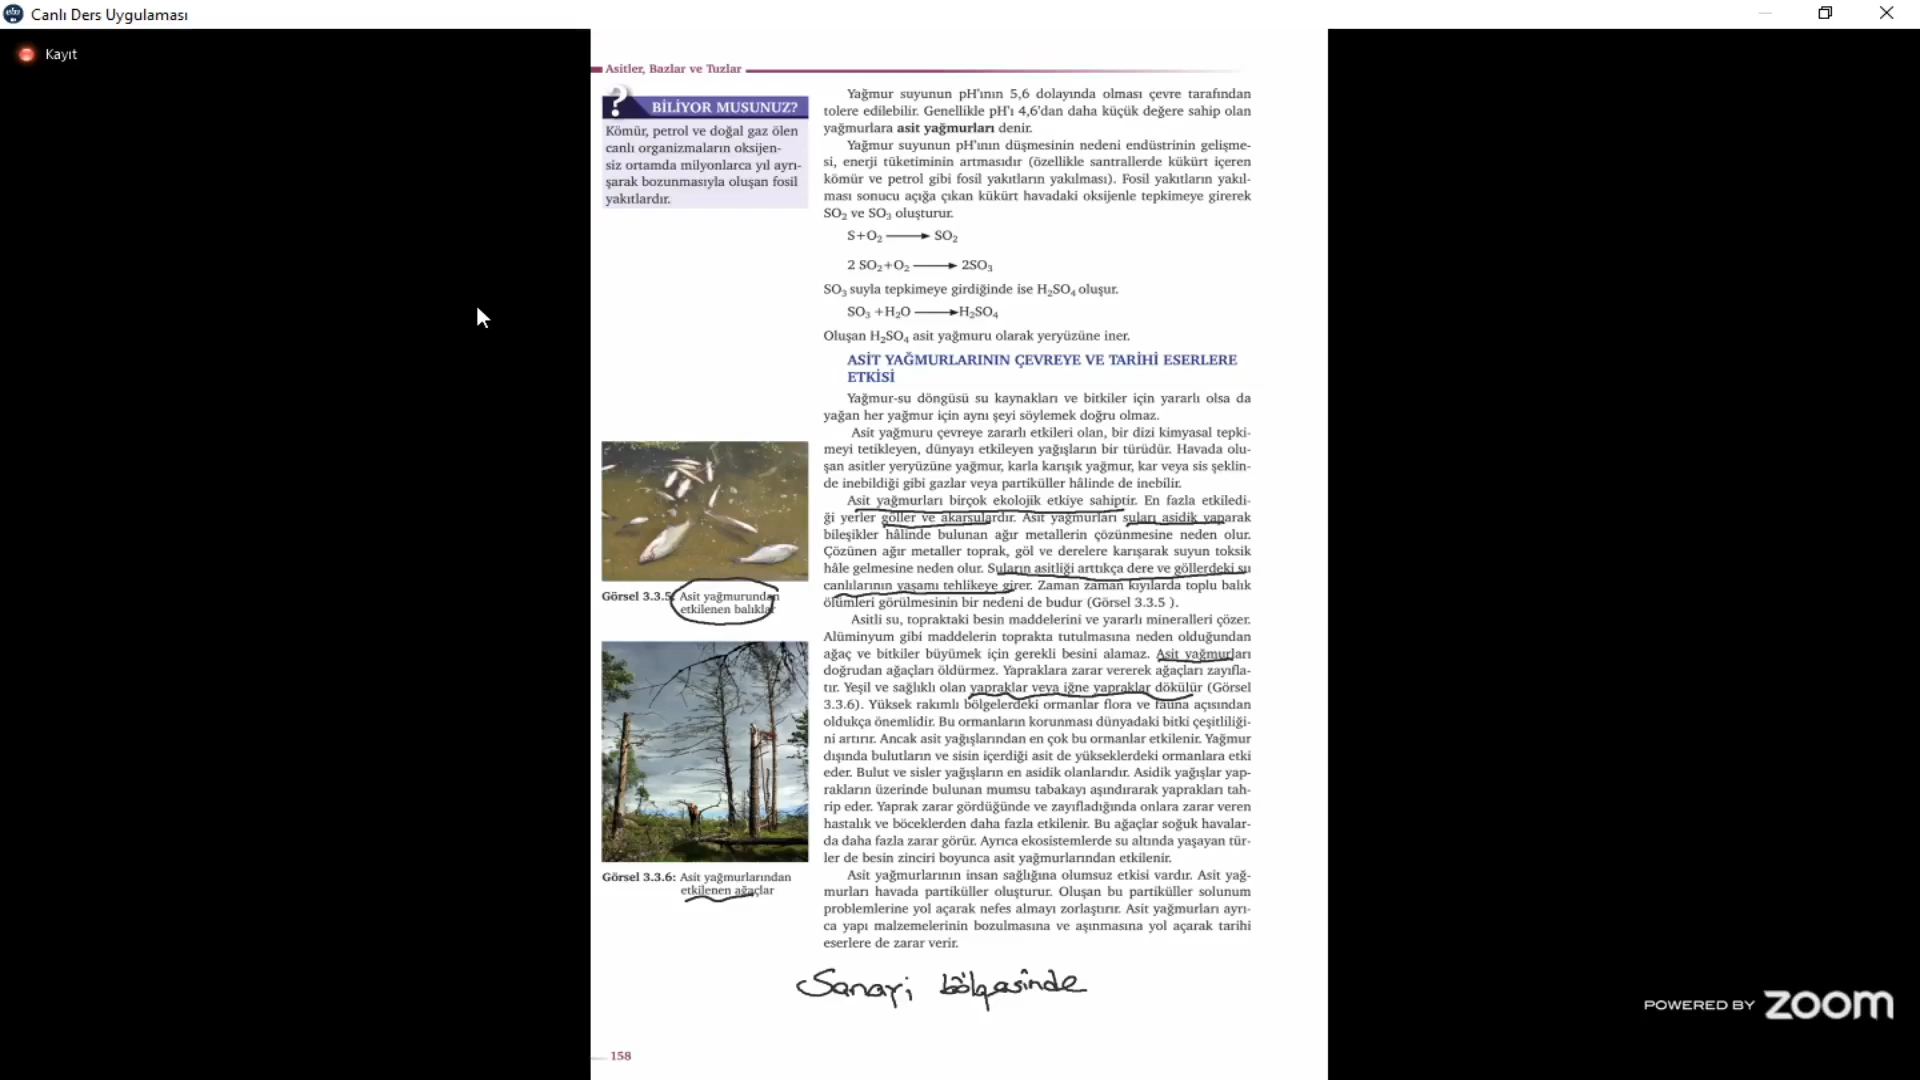 Canlı Ders Uygulaması
Kayıt
Asitler, Bazlar ve Tuzlar
? BİLİYOR MUSUNUZ?
Kömür, petrol ve doğal gaz ölen
canlı organizmaların oksijen-
siz ortamda milyonlarca yıl ayrı-
şarak bozunmasıyla oluşan fosil
yakıtlardır.
Yağmur suyunun pH'ının 5,6 dolayında olması çevre tarafından
tolere edilebilir. Genellikle pH'ı 4,6'dan daha küçük değere sahip olan
yağmurlara asit yağmurları denir.
Yağmur suyunun pH'ının düşmesinin nedeni endüstrinin gelişme-
si, enerji tüketiminin artmasıdır (özellikle santrallerde kükürt içeren
kömür ve petrol gibi fosil yakıtların yakılması). Fosil yakıtların yakıl-
ması sonucu açığa çıkan kükürt havadaki oksijenle tepkimeye girerek
SO₂ ve SO₃ oluşturur.
S+O₂ ⟶ SO₂
2 SO₂+O₂ ⟶ 2SO₃
SO₃ suyla tepkimeye girdiğinde ise H₂SO₄ oluşur.
SO₃ +H₂O ⟶ H₂SO₄
Oluşan H₂SO₄ asit yağmuru olarak yeryüzüne iner.
ASİT YAĞMURLARININ ÇEVREYE VE TARİHİ ESERLERE
ETKİSİ
Yağmur-su döngüsü su kaynakları ve bitkiler için yararlı olsa da
yağan her yağmur için aynı şeyi söylemek doğru olmaz.
Asit yağmuru çevreye zararlı etkileri olan, bir dizi kimyasal tepki-
meyi tetikleyen, dünyayı etkileyen yağışların bir türüdür. Havada olu-
şan asitler yeryüzüne yağmur, karla karışık yağmur, kar veya sis şeklin-
de inebildiği gibi gazlar veya partiküller hâlinde de inebilir.
Asit yağmurları birçok ekolojik etkiye sahiptir. En fazla etkiledi-
ği yerler göller ve akarsulardır. Asit yağmurları suları asidik yaparak
bileşikler hâlinde bulunan ağır metallerin çözünmesine neden olur.
Çözünen ağır metaller toprak, göl ve derelere karışarak suyun toksik
hâle gelmesine neden olur. Suların asitliği arttıkça dere ve göllerdeki su
canlılarının yaşamı tehlikeye girer. Zaman zaman kıyılarda toplu balık
ölümleri görülmesinin bir nedeni de budur (Görsel 3.3.5 ).
Asitli su, topraktaki besin maddelerini ve yararlı mineralleri çözer.
Alüminyum gibi maddelerin toprakta tutulmasına neden olduğundan
ağaç ve bitkiler büyümek için gerekli besini alamaz. Asit yağmurları
doğrudan ağaçları öldürmez. Yapraklara zarar vererek ağaçları zayıfla-
tır. Yeşil ve sağlıklı olan yapraklar veya iğne yapraklar dökülür (Görsel
3.3.6). Yüksek rakımlı bölgelerdeki ormanlar flora ve fauna açısından
oldukça önemlidir. Bu ormanların korunması dünyadaki bitki çeşitliliği-
ni artırır. Ancak asit yağışlarından en çok bu ormanlar etkilenir. Yağmur
dışında bulutların ve sisin içerdiği asit de yükseklerdeki ormanlara etki
eder. Bulut ve sisler yağışların en asidik olanlarıdır. Asidik yağışlar yap-
rakların üzerinde bulunan mumsu tabakayı aşındırarak yaprakları tah-
rip eder. Yaprak zarar gördüğünde ve zayıfladığında onlara zarar veren
hastalık ve böceklerden daha fazla etkilenir. Bu ağaçlar soğuk havalar-
da daha fazla zarar görür. Ayrıca ekosistemlerde su altında yaşayan tür-
ler de besin zinciri boyunca asit yağmurlarından etkilenir.
Asit yağmurlarının insan sağlığına olumsuz etkisi vardır. Asit yağ-
murları havada partiküller oluşturur. Oluşan bu partiküller solunum
problemlerine yol açarak nefes almayı zorlaştırır. Asit yağmurları ayrı-
ca yapı malzemelerinin bozulmasına ve aşınmasına yol açarak tarihi
eserlere de zarar verir.
Görsel 3.3.5: Asit yağmurundan
etkilenen balıklar
Görsel 3.3.6: Asit yağmurlarından
etkilenen ağaçlar
Sanayi bölgesinde
158
POWERED BY zoom